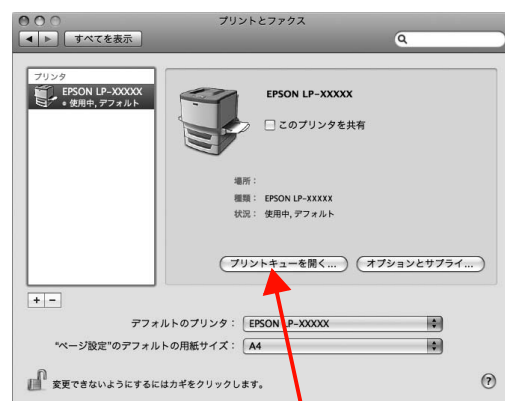 プリントとファクス
すべてを表示
プリンタ
EPSON LP-XXXXX
• 使用中, デフォルト
EPSON LP-XXXXX
このプリンタを共有
場所：
種類： EPSON LP-XXXXX
状況： 使用中, デフォルト
プリントキューを開く... オプションとサプライ...
+ −
デフォルトのプリンタ： EPSON LP-XXXXX
“ページ設定”のデフォルトの用紙サイズ： A4
変更できないようにするにはカギをクリックします。 ?